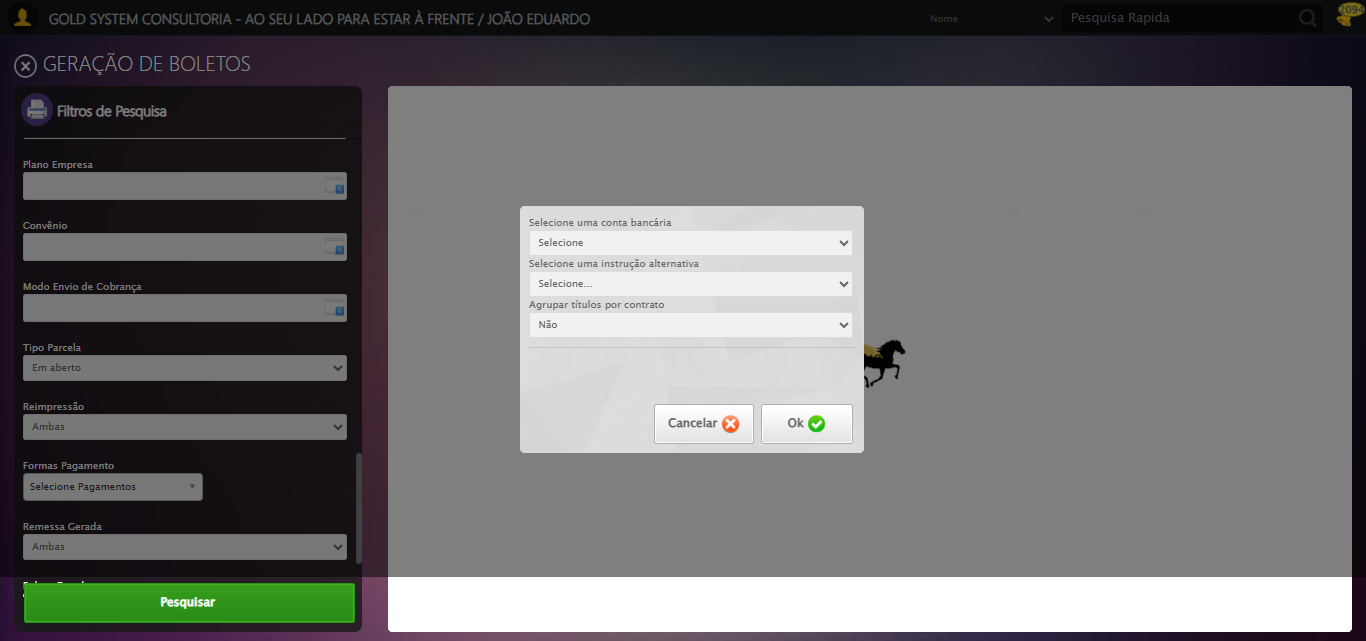 GOLD SYSTEM CONSULTORIA - AO SEU LADO PARA ESTAR À FRENTE / JOÃO EDUARDO
Nome
Pesquisa Rapida
2094
GERAÇÃO DE BOLETOS
Filtros de Pesquisa
Plano Empresa
Convênio
Modo Envio de Cobrança
Tipo Parcela
Em aberto
Reimpressão
Ambas
Formas Pagamento
Selecione Pagamentos
Remessa Gerada
Ambas
Pesquisar
Selecione uma conta bancária
Selecione
Selecione uma instrução alternativa
Selecione...
Agrupar títulos por contrato
Não
Cancelar
Ok